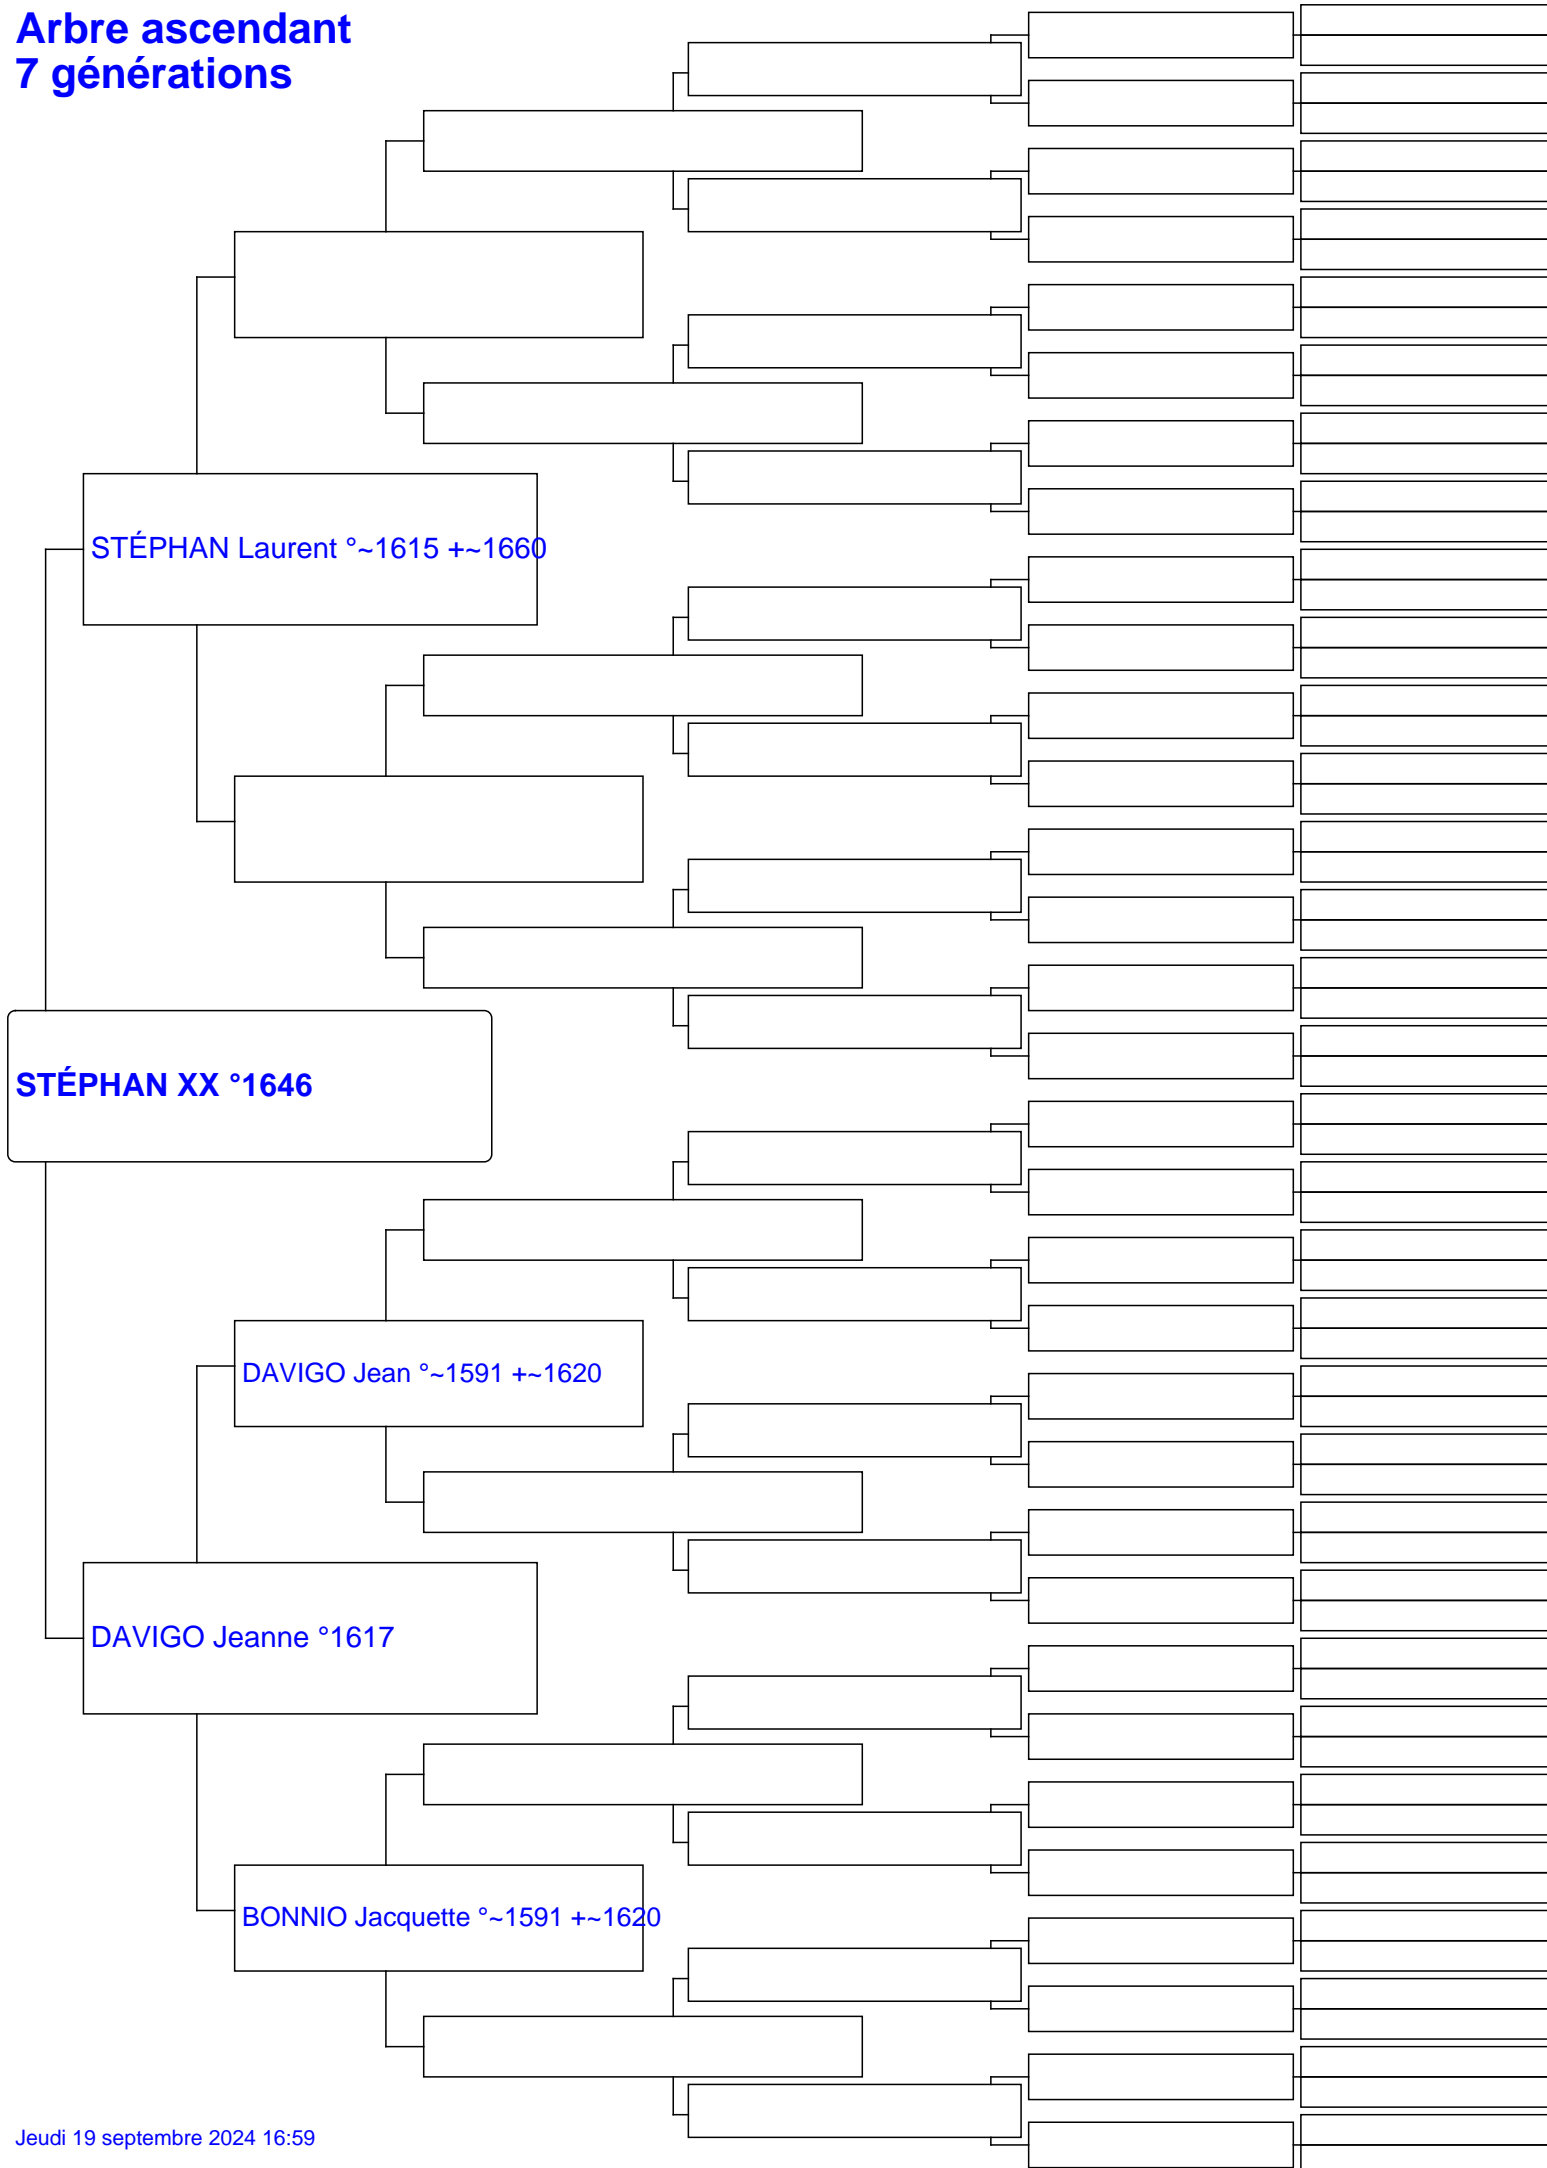 Arbre ascendant
7 générations
STÉPHAN Laurent °~1615 +~1660
STÉPHAN XX °1646
DAVIGO Jean °~1591 +~1620
DAVIGO Jeanne °1617
BONNIO Jacquette °~1591 +~1620
Jeudi 19 septembre 2024 16:59